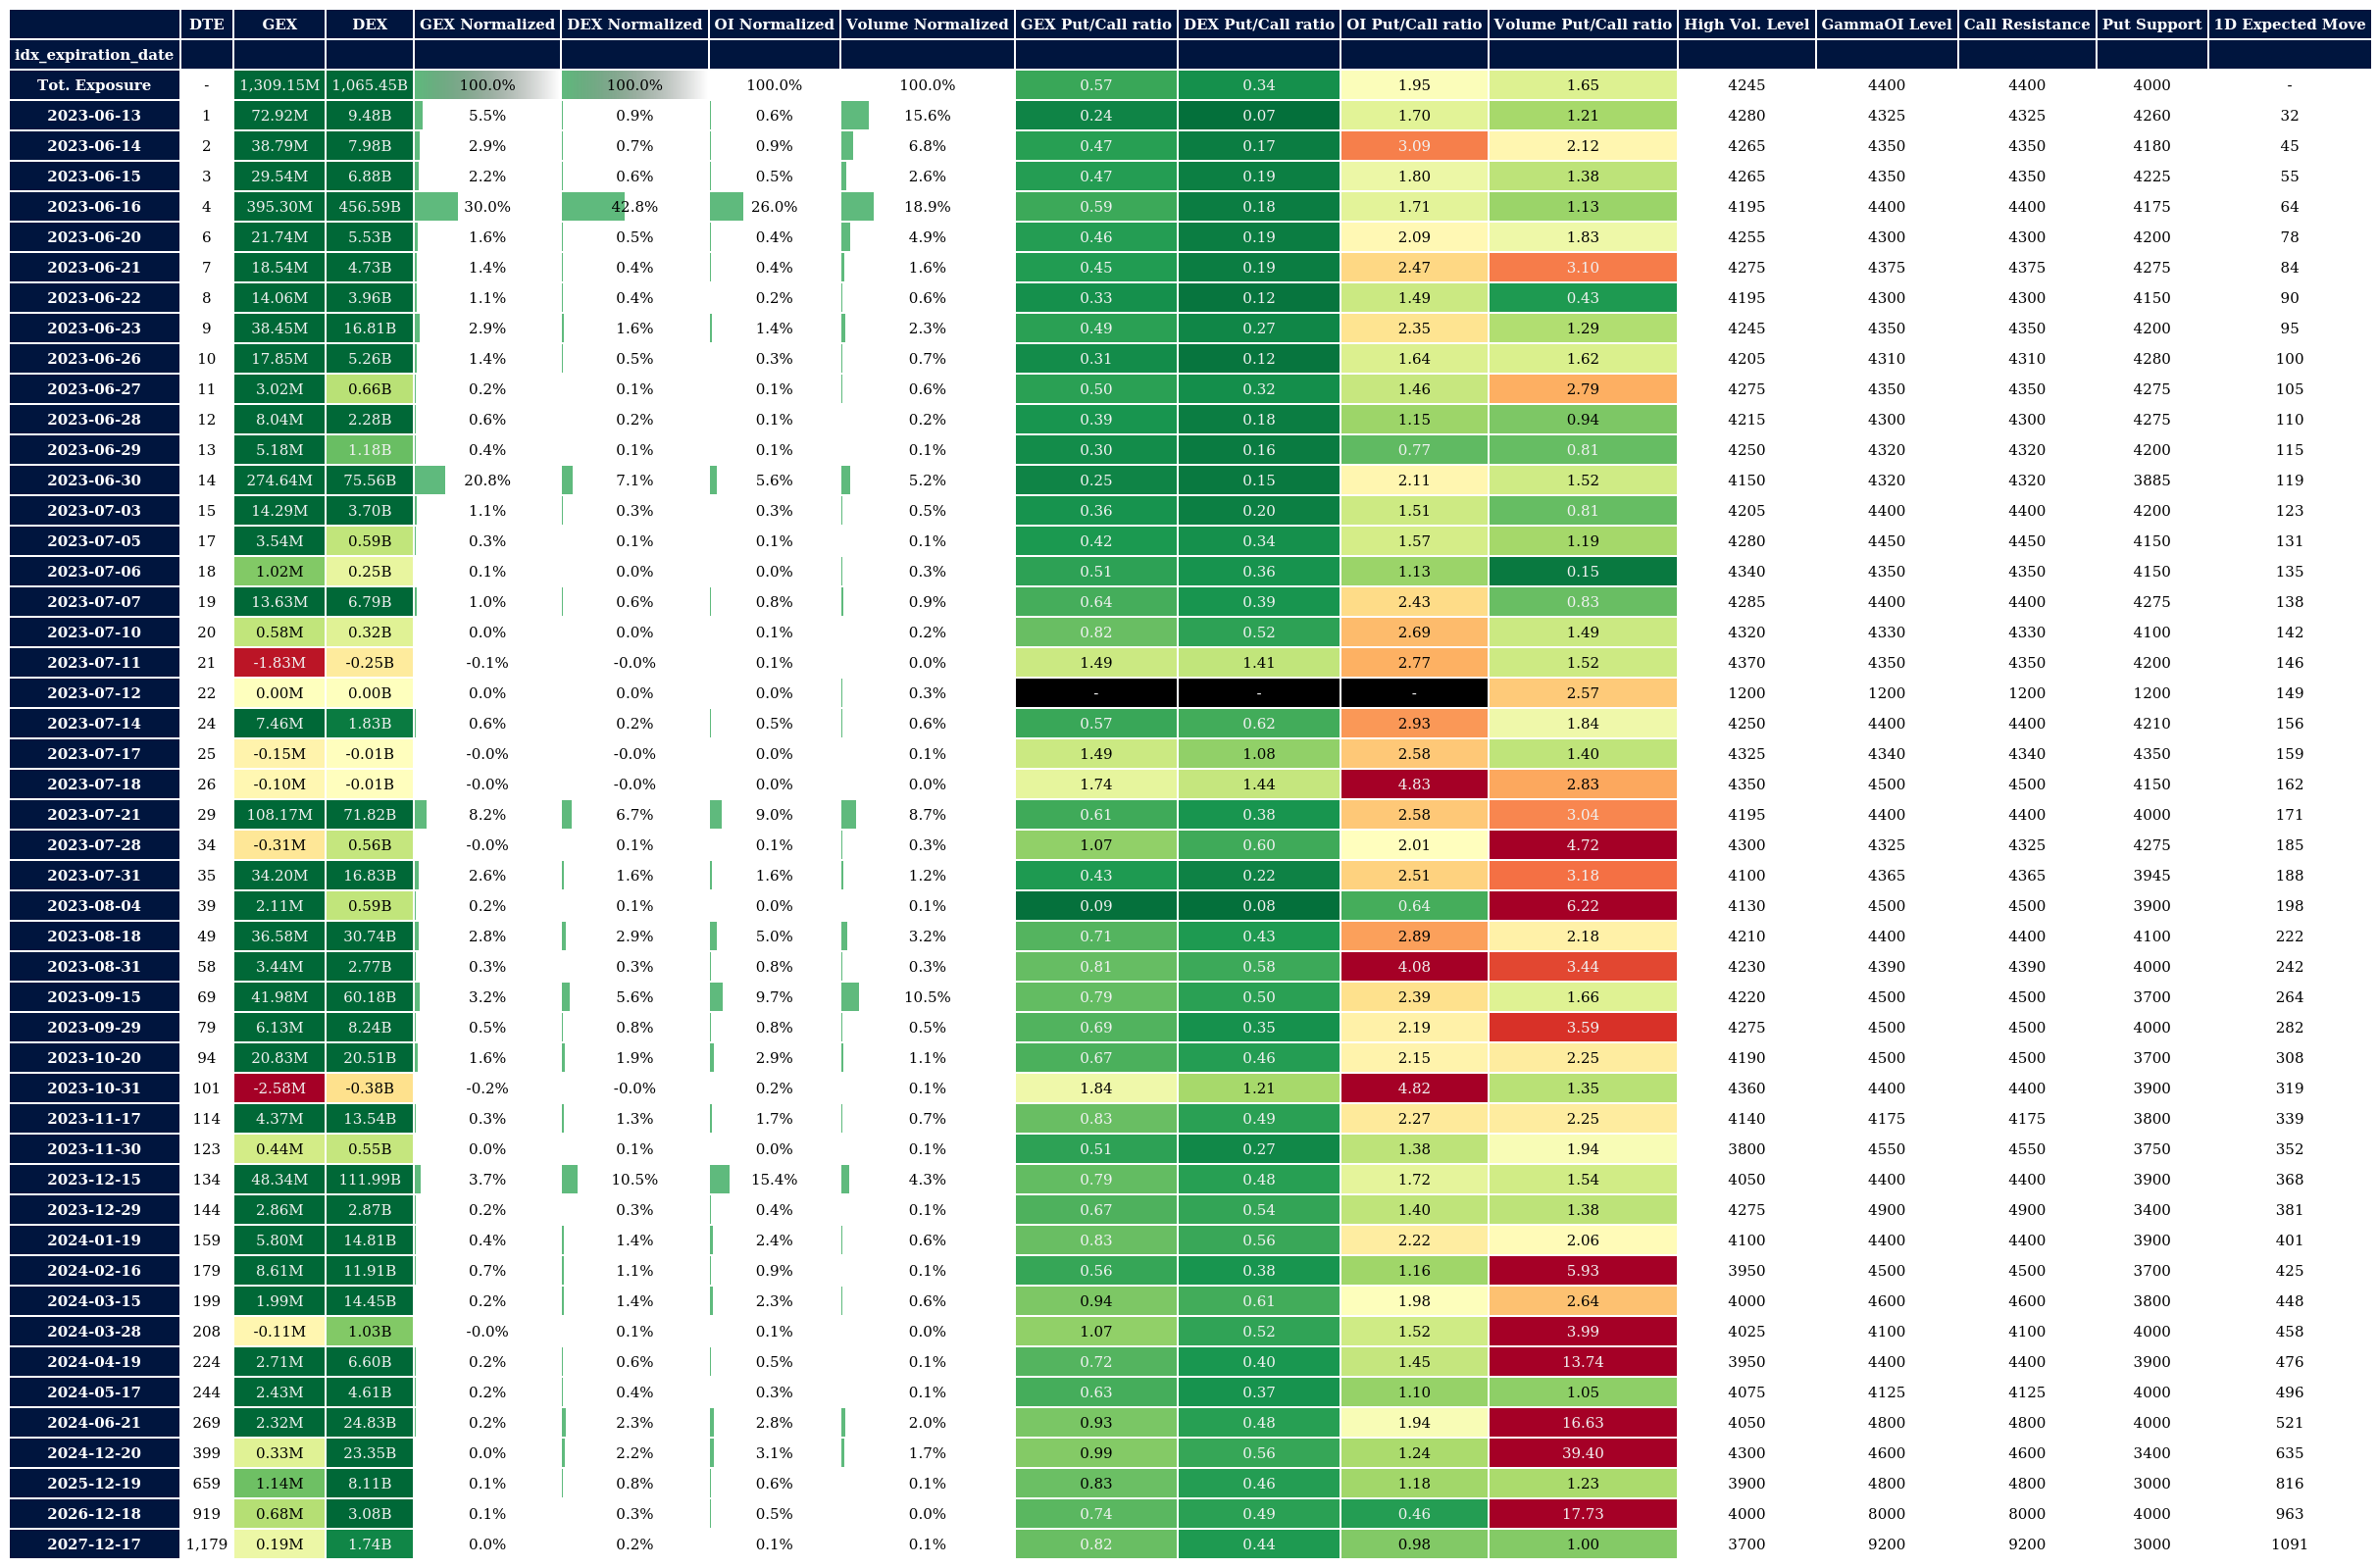 DTE GEX DEX GEX Normalized DEX Normalized OI Normalized Volume Normalized GEX Put/Call ratio DEX Put/Call ratio OI Put/Call ratio Volume Put/Call ratio High Vol. Level GammaOI Level Call Resistance Put Support 1D Expected Move
idx_expiration_date
Tot. Exposure - 1,309.15M 1,065.45B 100.0% 100.0% 100.0% 100.0% 0.57 0.34 1.95 1.65 4245 4400 4400 4000 -
2023-06-13 1 72.92M 9.48B 5.5% 0.9% 0.6% 15.6% 0.24 0.07 1.70 1.21 4280 4325 4325 4260 32
2023-06-14 2 38.79M 7.98B 2.9% 0.7% 0.9% 6.8% 0.47 0.17 3.09 2.12 4265 4350 4350 4180 45
2023-06-15 3 29.54M 6.88B 2.2% 0.6% 0.5% 2.6% 0.47 0.19 1.80 1.38 4265 4350 4350 4225 55
2023-06-16 4 395.30M 456.59B 30.0% 42.8% 26.0% 18.9% 0.59 0.18 1.71 1.13 4195 4400 4400 4175 64
2023-06-20 6 21.74M 5.53B 1.6% 0.5% 0.4% 4.9% 0.46 0.19 2.09 1.83 4255 4300 4300 4200 78
2023-06-21 7 18.54M 4.73B 1.4% 0.4% 0.4% 1.6% 0.45 0.19 2.47 3.10 4275 4375 4375 4275 84
2023-06-22 8 14.06M 3.96B 1.1% 0.4% 0.2% 0.6% 0.33 0.12 1.49 0.43 4195 4300 4300 4150 90
2023-06-23 9 38.45M 16.81B 2.9% 1.6% 1.4% 2.3% 0.49 0.27 2.35 1.29 4245 4350 4350 4200 95
2023-06-26 10 17.85M 5.26B 1.4% 0.5% 0.3% 0.7% 0.31 0.12 1.64 1.62 4205 4310 4310 4280 100
2023-06-27 11 3.02M 0.66B 0.2% 0.1% 0.1% 0.6% 0.50 0.32 1.46 2.79 4275 4350 4350 4275 105
2023-06-28 12 8.04M 2.28B 0.6% 0.2% 0.1% 0.2% 0.39 0.18 1.15 0.94 4215 4300 4300 4275 110
2023-06-29 13 5.18M 1.18B 0.4% 0.1% 0.1% 0.1% 0.30 0.16 0.77 0.81 4250 4320 4320 4200 115
2023-06-30 14 274.64M 75.56B 20.8% 7.1% 5.6% 5.2% 0.25 0.15 2.11 1.52 4150 4320 4320 3885 119
2023-07-03 15 14.29M 3.70B 1.1% 0.3% 0.3% 0.5% 0.36 0.20 1.51 0.81 4205 4400 4400 4200 123
2023-07-05 17 3.54M 0.59B 0.3% 0.1% 0.1% 0.1% 0.42 0.34 1.57 1.19 4280 4450 4450 4150 131
2023-07-06 18 1.02M 0.25B 0.1% 0.0% 0.0% 0.3% 0.51 0.36 1.13 0.15 4340 4350 4350 4150 135
2023-07-07 19 13.63M 6.79B 1.0% 0.6% 0.8% 0.9% 0.64 0.39 2.43 0.83 4285 4400 4400 4275 138
2023-07-10 20 0.58M 0.32B 0.0% 0.0% 0.1% 0.2% 0.82 0.52 2.69 1.49 4320 4330 4330 4100 142
2023-07-11 21 -1.83M -0.25B -0.1% -0.0% 0.1% 0.0% 1.49 1.41 2.77 1.52 4370 4350 4350 4200 146
2023-07-12 22 0.00M 0.00B 0.0% 0.0% 0.0% 0.3% - - - 2.57 1200 1200 1200 1200 149
2023-07-14 24 7.46M 1.83B 0.6% 0.2% 0.5% 0.6% 0.57 0.62 2.93 1.84 4250 4400 4400 4210 156
2023-07-17 25 -0.15M -0.01B -0.0% -0.0% 0.0% 0.1% 1.49 1.08 2.58 1.40 4325 4340 4340 4350 159
2023-07-18 26 -0.10M -0.01B -0.0% -0.0% 0.0% 0.0% 1.74 1.44 4.83 2.83 4350 4500 4500 4150 162
2023-07-21 29 108.17M 71.82B 8.2% 6.7% 9.0% 8.7% 0.61 0.38 2.58 3.04 4195 4400 4400 4000 171
2023-07-28 34 -0.31M 0.56B -0.0% 0.1% 0.1% 0.3% 1.07 0.60 2.01 4.72 4300 4325 4325 4275 185
2023-07-31 35 34.20M 16.83B 2.6% 1.6% 1.6% 1.2% 0.43 0.22 2.51 3.18 4100 4365 4365 3945 188
2023-08-04 39 2.11M 0.59B 0.2% 0.1% 0.0% 0.1% 0.09 0.08 0.64 6.22 4130 4500 4500 3900 198
2023-08-18 49 36.58M 30.74B 2.8% 2.9% 5.0% 3.2% 0.71 0.43 2.89 2.18 4210 4400 4400 4100 222
2023-08-31 58 3.44M 2.77B 0.3% 0.3% 0.8% 0.3% 0.81 0.58 4.08 3.44 4230 4390 4390 4000 242
2023-09-15 69 41.98M 60.18B 3.2% 5.6% 9.7% 10.5% 0.79 0.50 2.39 1.66 4220 4500 4500 3700 264
2023-09-29 79 6.13M 8.24B 0.5% 0.8% 0.8% 0.5% 0.69 0.35 2.19 3.59 4275 4500 4500 4000 282
2023-10-20 94 20.83M 20.51B 1.6% 1.9% 2.9% 1.1% 0.67 0.46 2.15 2.25 4190 4500 4500 3700 308
2023-10-31 101 -2.58M -0.38B -0.2% -0.0% 0.2% 0.1% 1.84 1.21 4.82 1.35 4360 4400 4400 3900 319
2023-11-17 114 4.37M 13.54B 0.3% 1.3% 1.7% 0.7% 0.83 0.49 2.27 2.25 4140 4175 4175 3800 339
2023-11-30 123 0.44M 0.55B 0.0% 0.1% 0.0% 0.1% 0.51 0.27 1.38 1.94 3800 4550 4550 3750 352
2023-12-15 134 48.34M 111.99B 3.7% 10.5% 15.4% 4.3% 0.79 0.48 1.72 1.54 4050 4400 4400 3900 368
2023-12-29 144 2.86M 2.87B 0.2% 0.3% 0.4% 0.1% 0.67 0.54 1.40 1.38 4275 4900 4900 3400 381
2024-01-19 159 5.80M 14.81B 0.4% 1.4% 2.4% 0.6% 0.83 0.56 2.22 2.06 4100 4400 4400 3900 401
2024-02-16 179 8.61M 11.91B 0.7% 1.1% 0.9% 0.1% 0.56 0.38 1.16 5.93 3950 4500 4500 3700 425
2024-03-15 199 1.99M 14.45B 0.2% 1.4% 2.3% 0.6% 0.94 0.61 1.98 2.64 4000 4600 4600 3800 448
2024-03-28 208 -0.11M 1.03B -0.0% 0.1% 0.1% 0.0% 1.07 0.52 1.52 3.99 4025 4100 4100 4000 458
2024-04-19 224 2.71M 6.60B 0.2% 0.6% 0.5% 0.1% 0.72 0.40 1.45 13.74 3950 4400 4400 3900 476
2024-05-17 244 2.43M 4.61B 0.2% 0.4% 0.3% 0.1% 0.63 0.37 1.10 1.05 4075 4125 4125 4000 496
2024-06-21 269 2.32M 24.83B 0.2% 2.3% 2.8% 2.0% 0.93 0.48 1.94 16.63 4050 4800 4800 4000 521
2024-12-20 399 0.33M 23.35B 0.0% 2.2% 3.1% 1.7% 0.99 0.56 1.24 39.40 4300 4600 4600 3400 635
2025-12-19 659 1.14M 8.11B 0.1% 0.8% 0.6% 0.1% 0.83 0.46 1.18 1.23 3900 4800 4800 3000 816
2026-12-18 919 0.68M 3.08B 0.1% 0.3% 0.5% 0.0% 0.74 0.49 0.46 17.73 4000 8000 8000 4000 963
2027-12-17 1,179 0.19M 1.74B 0.0% 0.2% 0.1% 0.1% 0.82 0.44 0.98 1.00 3700 9200 9200 3000 1091